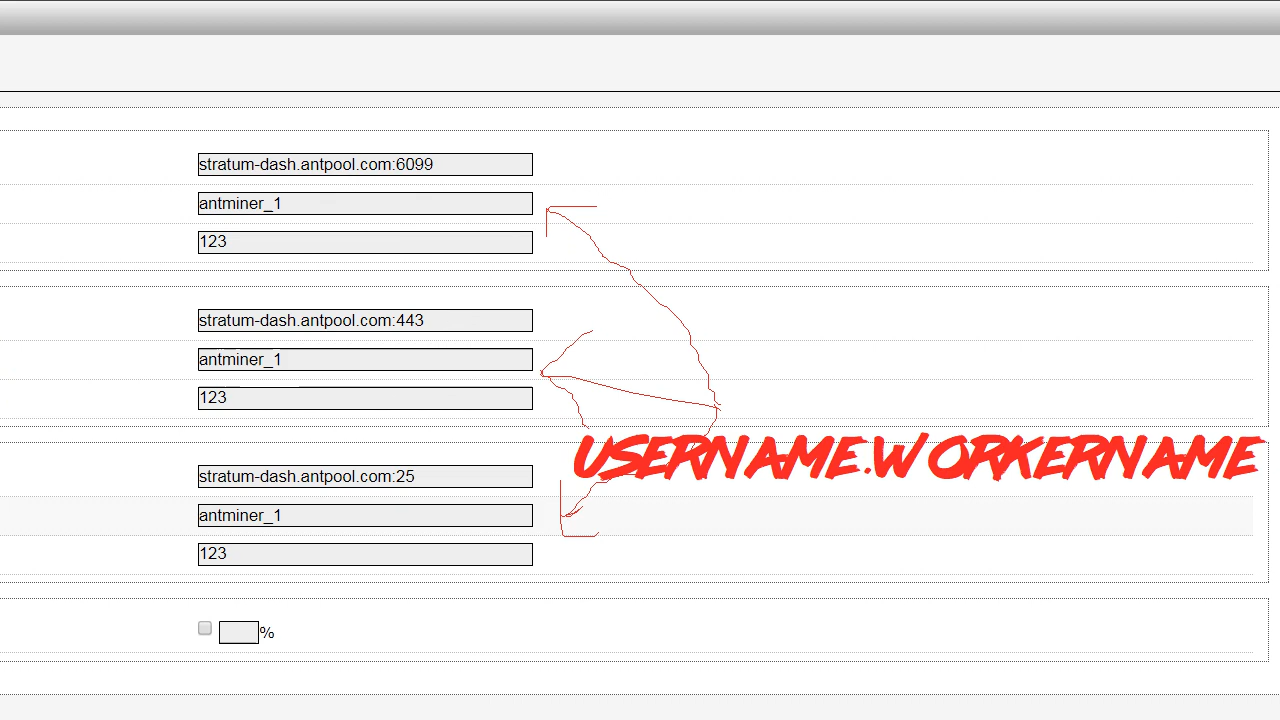 stratum-dash.antpool.com:6099
antminer_1
123
stratum-dash.antpool.com:443
antminer_1
123
USERNAME.WORKERNAME
stratum-dash.antpool.com:25
antminer_1
123
%